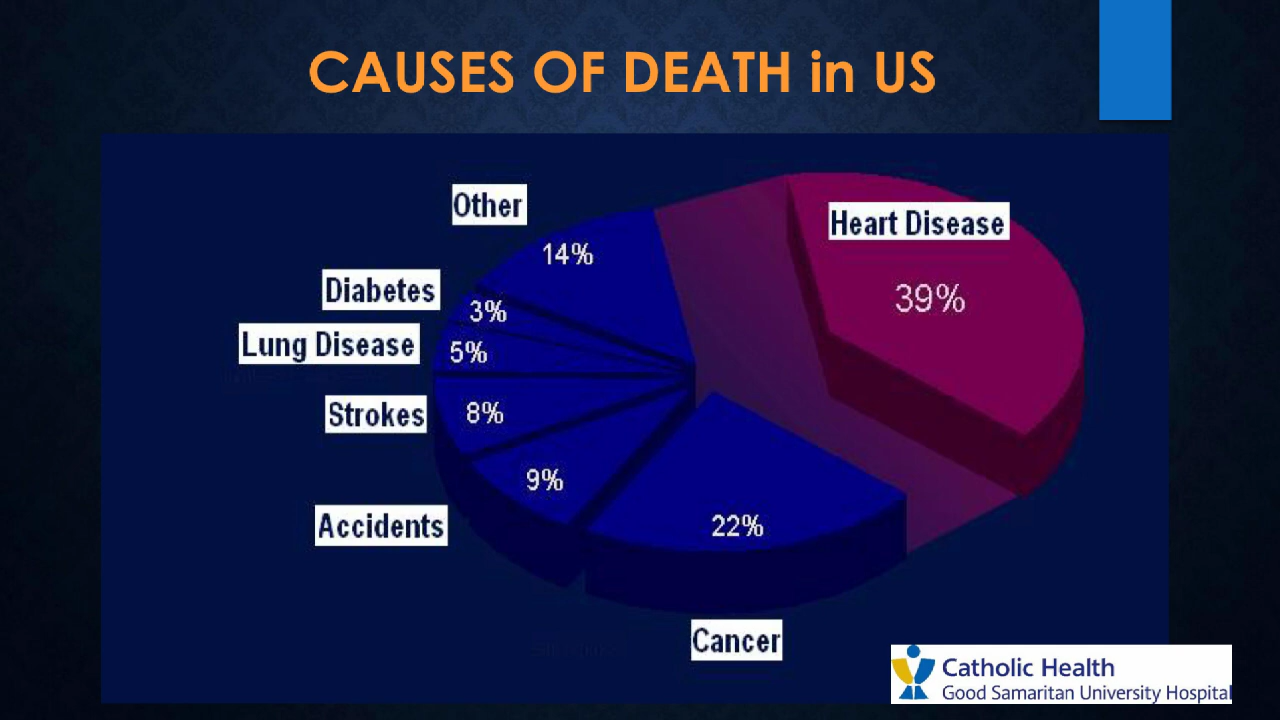 CAUSES OF DEATH in US
Other
14%
Heart Disease
39%
Diabetes
3%
Lung Disease
5%
Strokes
8%
9%
Accidents
22%
Cancer
Catholic Health
Good Samaritan University Hospital